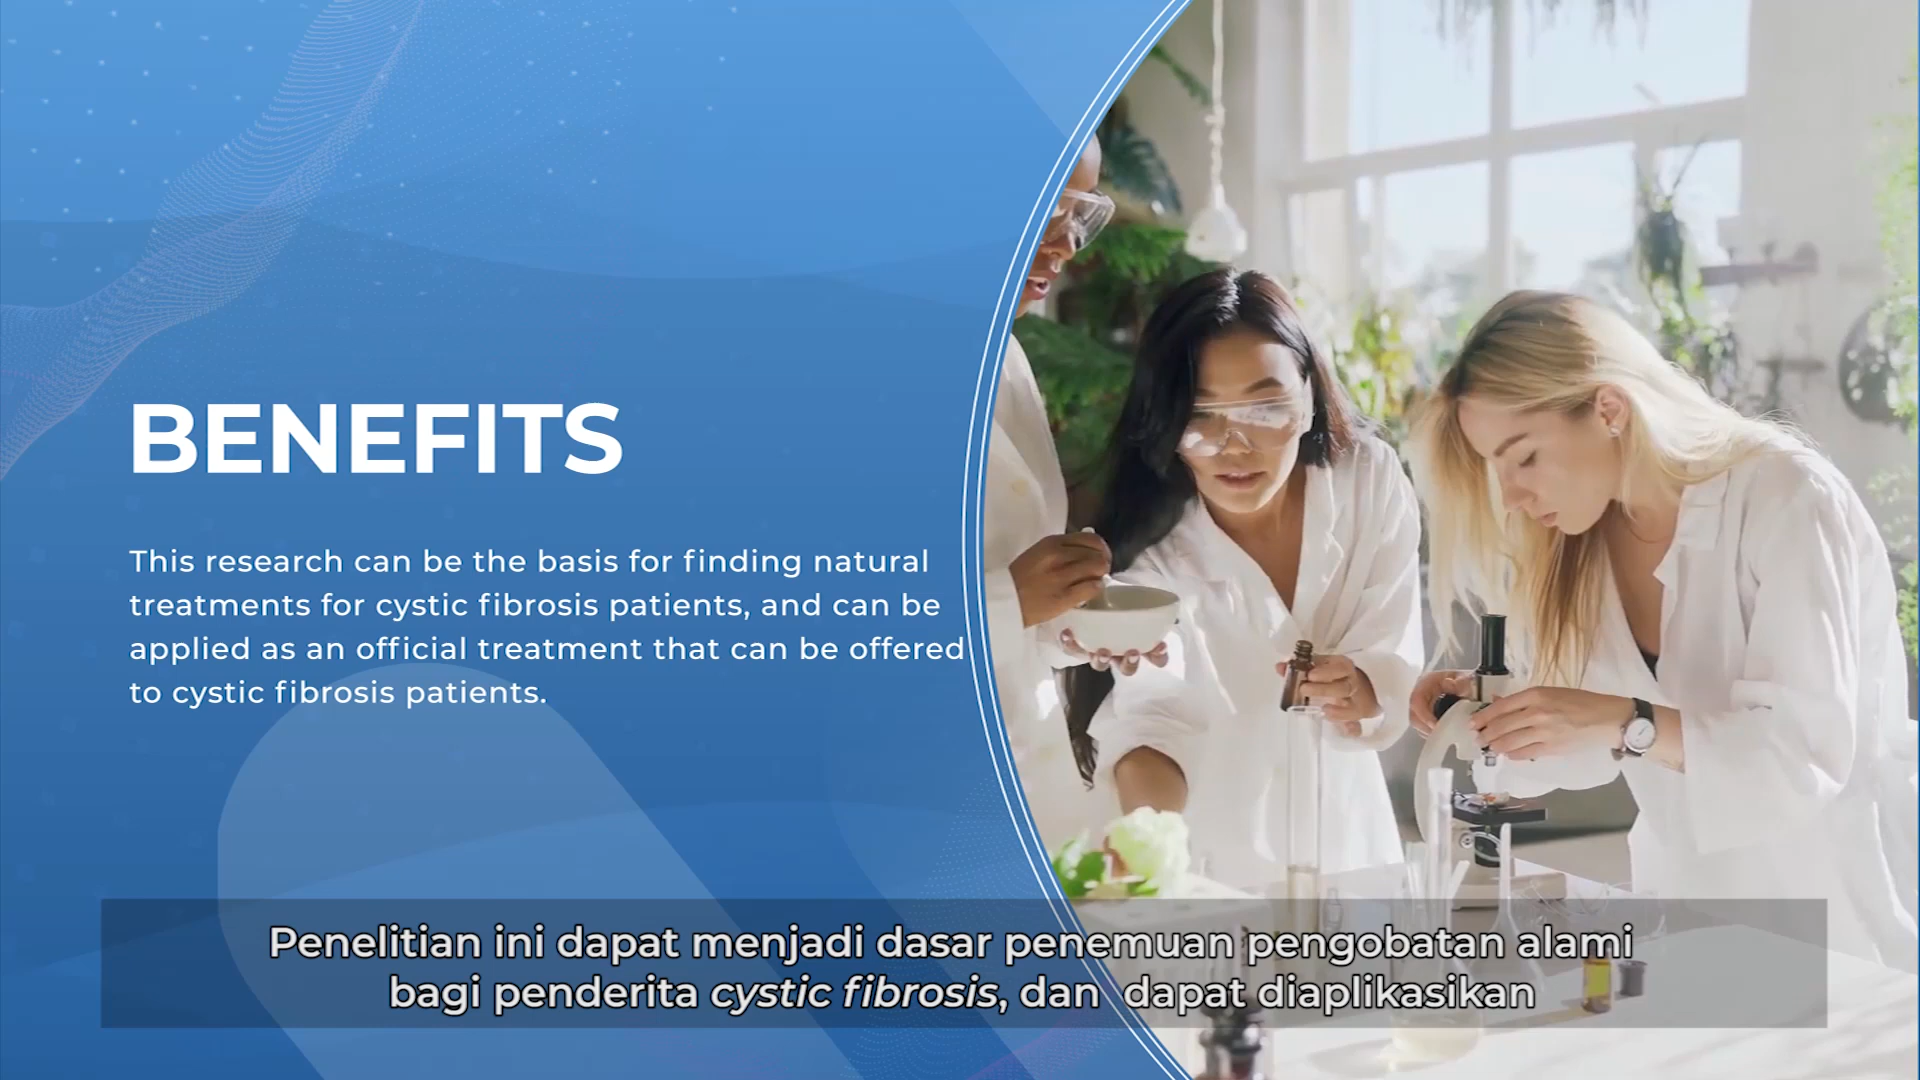 BENEFITS
This research can be the basis for finding natural
treatments for cystic fibrosis patients, and can be
applied as an official treatment that can be offered
to cystic fibrosis patients.
Penelitian ini dapat menjadi dasar penemuan pengobatan alami
bagi penderita cystic fibrosis, dan dapat diaplikasikan